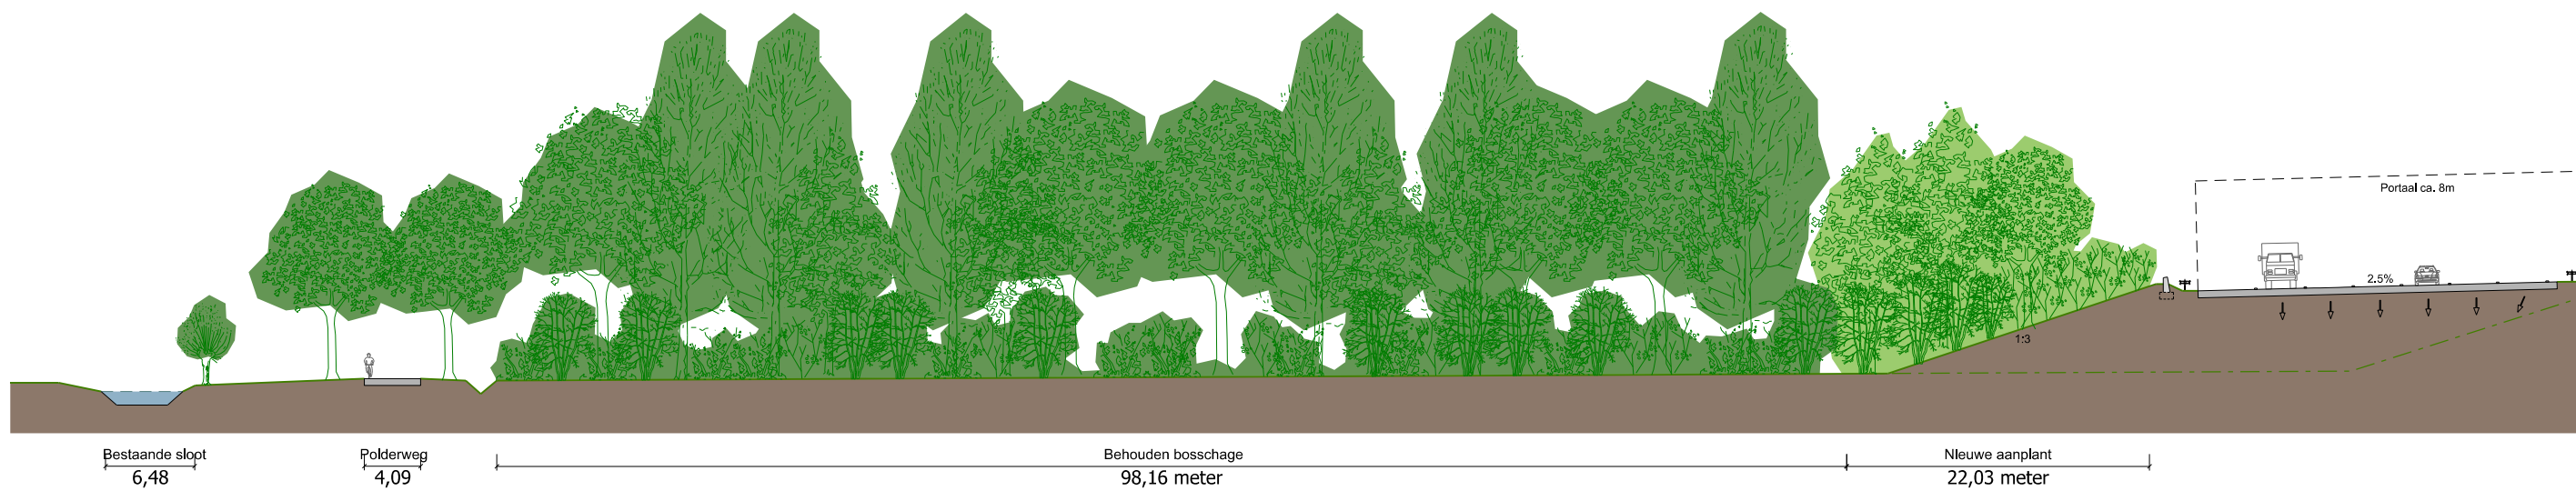 Portaal ca. 8m
2.5%
1:3
Bestaande sloot
6,48
Polderweg
4,09
Behouden bosschage
98,16 meter
Nieuwe aanplant
22,03 meter